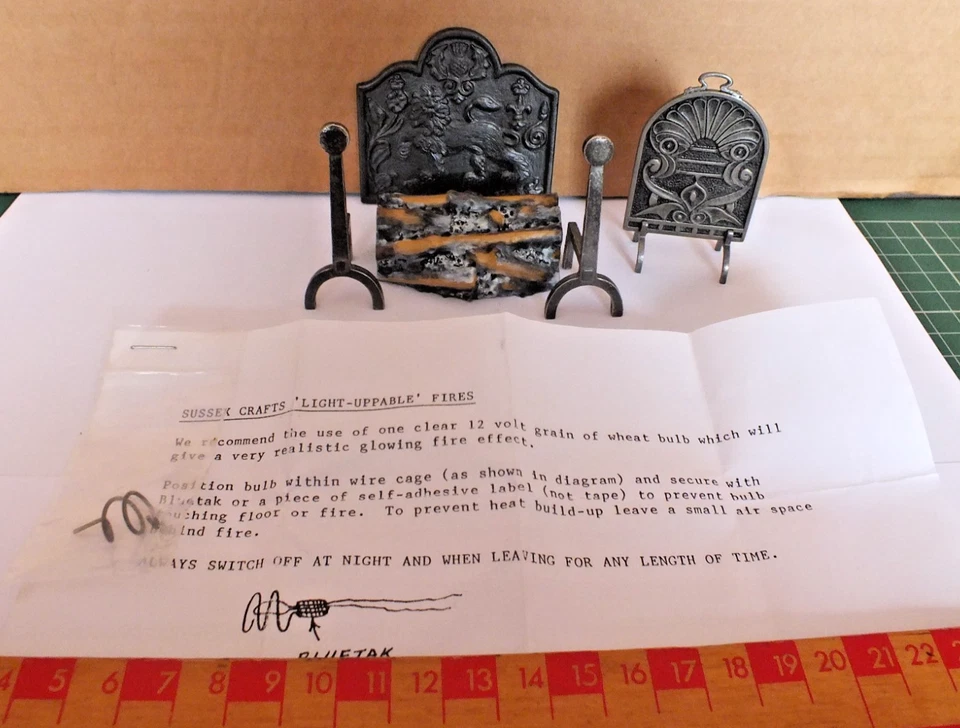 SUSSEX CRAFTS 'LIGHT-UPPABLE' FIRES
We recommend the use of one clear 12 volt grain of wheat bulb which will
give a very realistic glowing fire effect.
Position bulb within wire cage (as shown in diagram) and secure with
Bluetak or a piece of self-adhesive label (not tape) to prevent bulb
touching floor or fire. To prevent heat build-up leave a small air space
behind fire.
ALWAYS SWITCH OFF AT NIGHT AND WHEN LEAVING FOR ANY LENGTH OF TIME.
BLUETAK
4 5 6 7 8 9 10 11 12 13 14 15 16 17 18 19 20 21 22